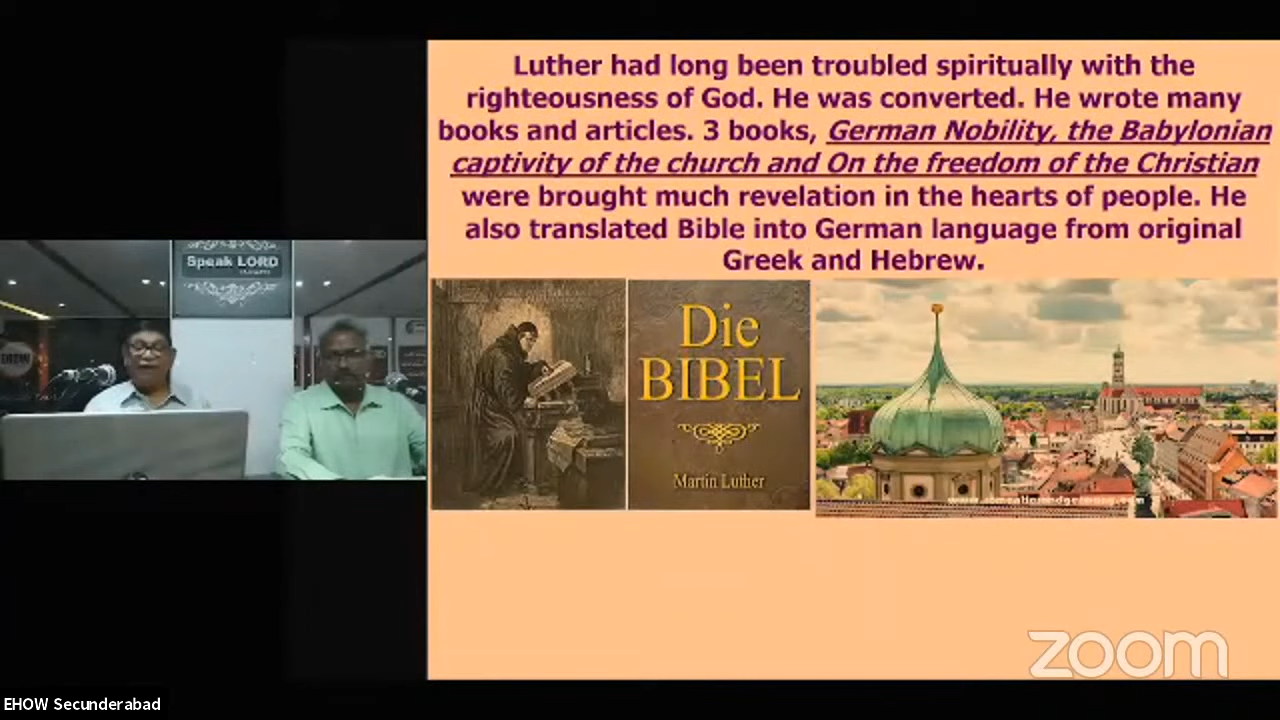 Luther had long been troubled spiritually with the
righteousness of God. He was converted. He wrote many
books and articles. 3 books, German Nobility, the Babylonian
captivity of the church and On the freedom of the Christian
were brought much revelation in the hearts of people. He
also translated Bible into German language from original
Greek and Hebrew.
Speak LORD
EHOW
Die
BIBEL
Martin Luther
zoom
EHOW Secunderabad